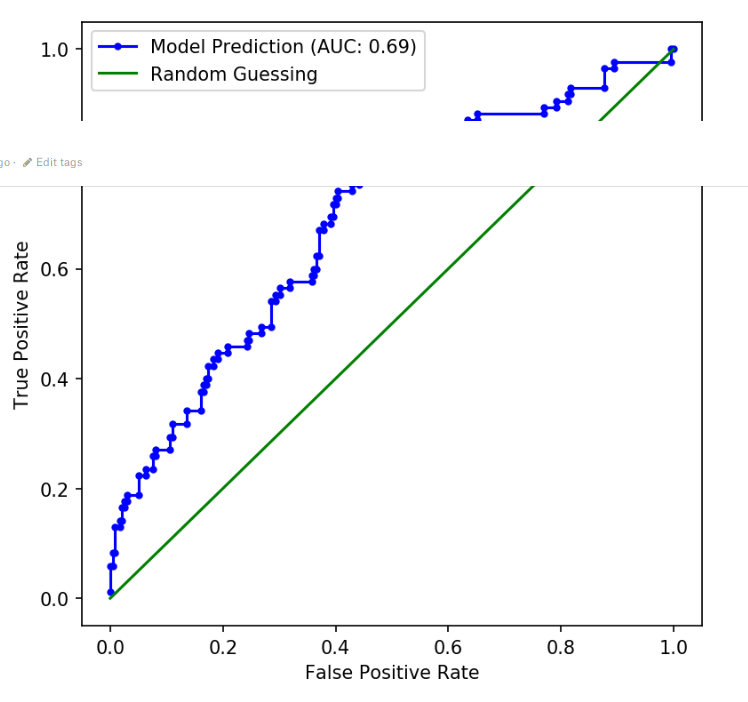 1.0
Model Prediction (AUC: 0.69)
Random Guessing
go · Edit tags
True Positive Rate
0.6
0.4
0.2
0.0
0.0 0.2 0.4 0.6 0.8 1.0
False Positive Rate